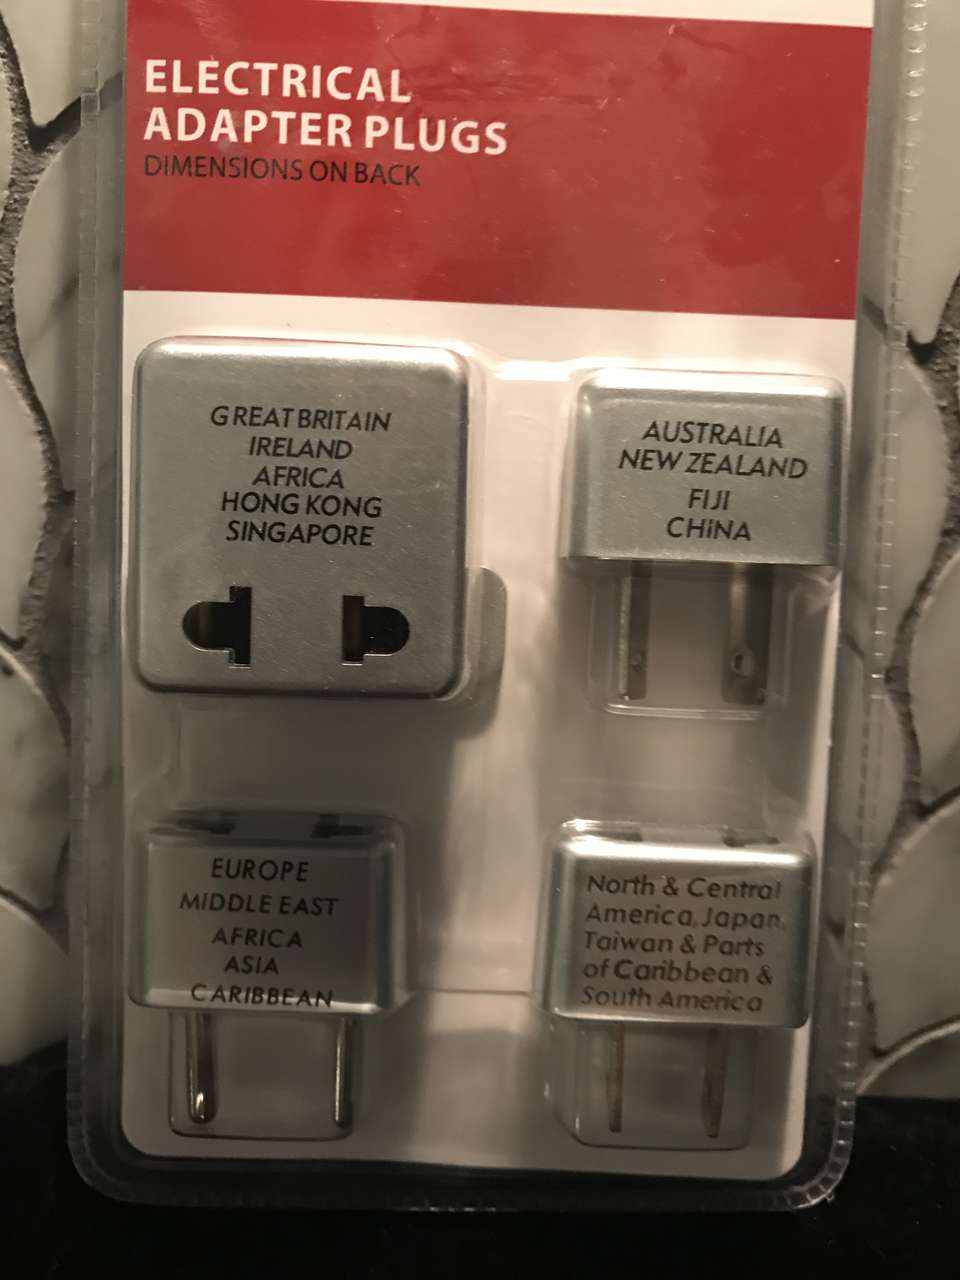 ELECTRICAL
ADAPTER PLUGS
DIMENSIONS ON BACK
GREAT BRITAIN
IRELAND
AFRICA
HONG KONG
SINGAPORE
AUSTRALIA
NEW ZEALAND
FIJI
CHiNA
EUROPE
MIDDLE EAST
AFRICA
ASIA
CARIBBEAN
North & Central
America, Japan,
Taiwan & Parts
of Caribbean &
South America